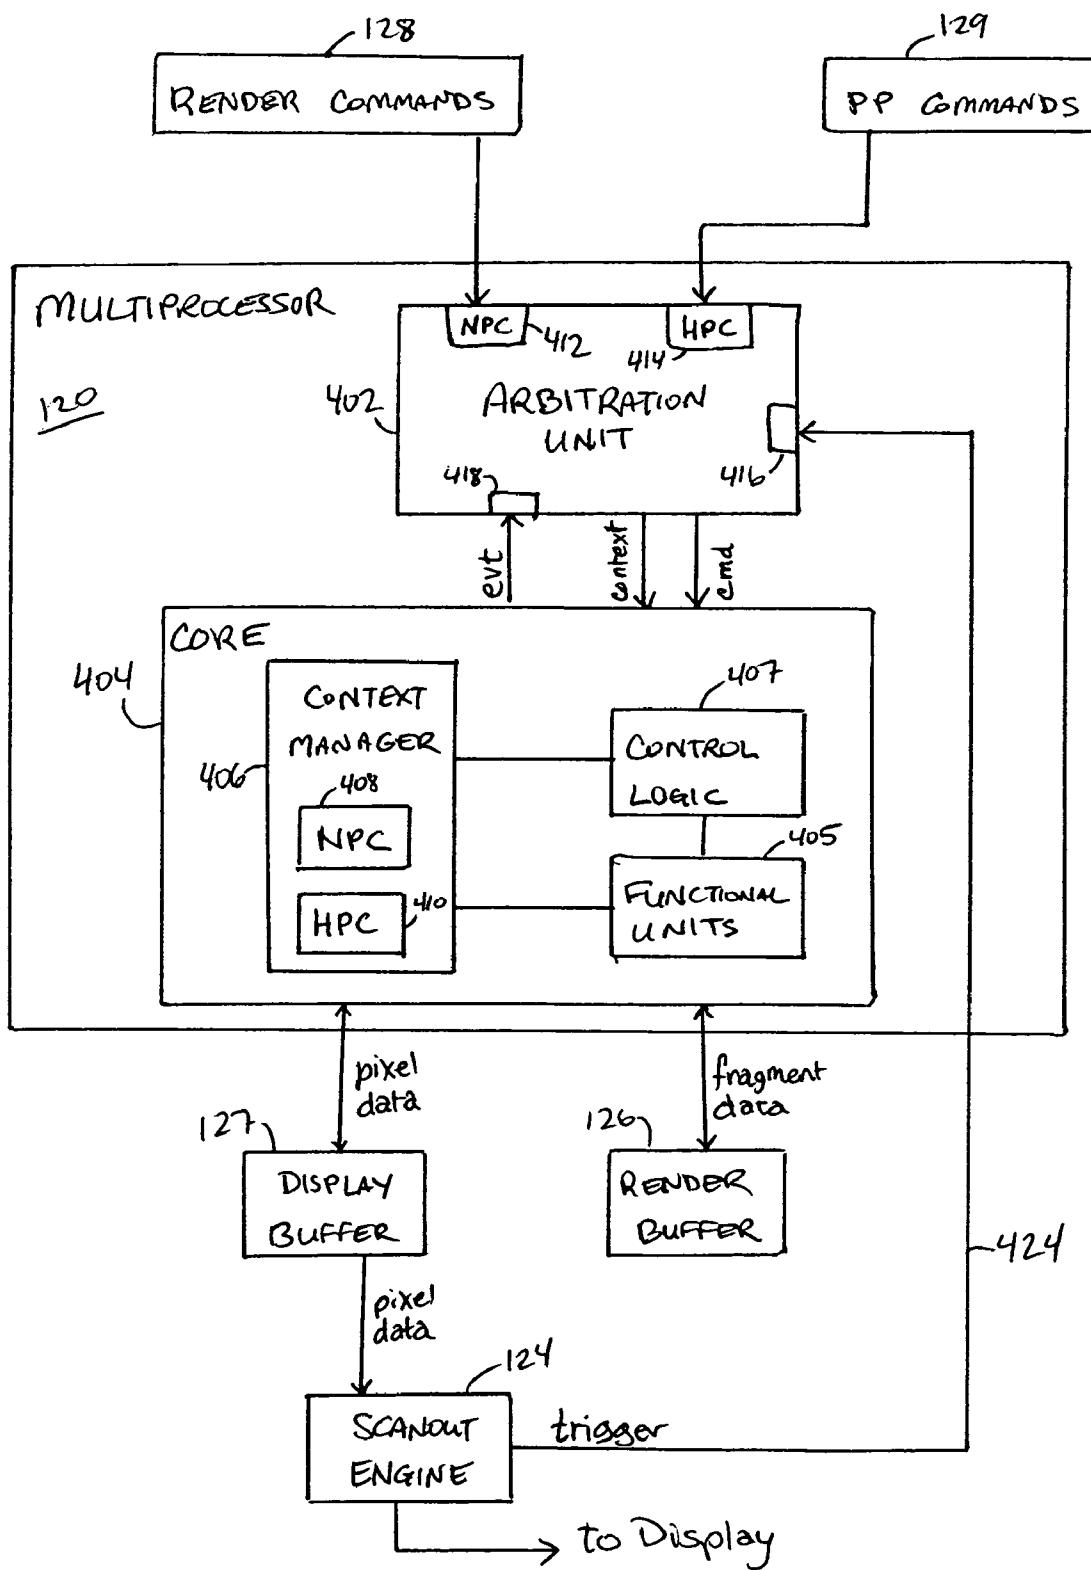 128
RENDER COMMANDS
129
PP COMMANDS
MULTIPROCESSOR
120
NPC
412
HPC
414
402
ARBITRATION
UNIT
416
418
evt
context
cmd
CORE
404
CONTEXT
MANAGER
406
408
NPC
HPC
410
407
CONTROL
LOGIC
405
FUNCTIONAL
UNITS
pixel
data
fragment
data
127
DISPLAY
BUFFER
126
RENDER
BUFFER
424
pixel
data
124
SCANOUT
ENGINE
trigger
to Display